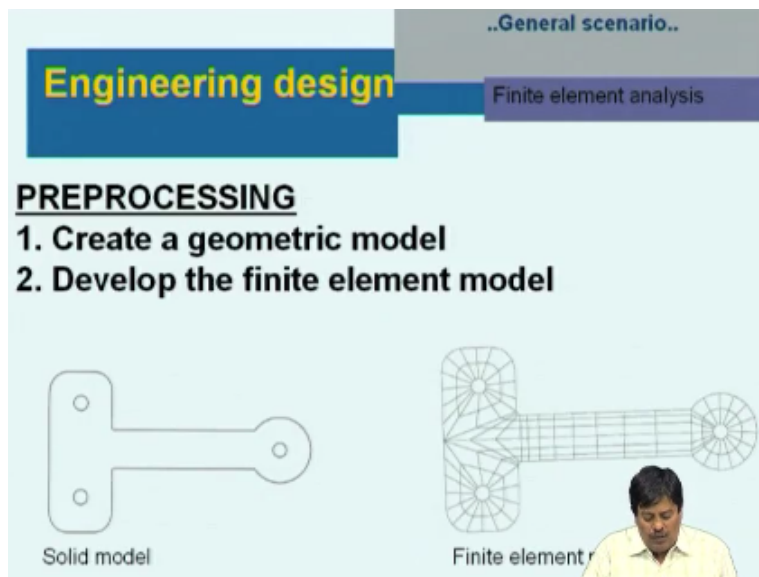 ..General scenario..
Engineering design
Finite element analysis
PREPROCESSING
1. Create a geometric model
2. Develop the finite element model
Solid model
Finite element